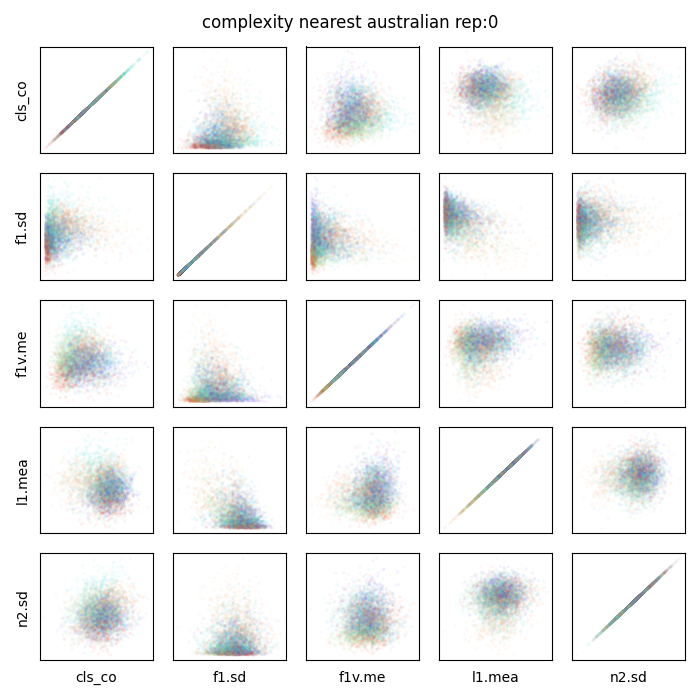 complexity nearest australian rep:0
cls_co
f1.sd
f1v.me
l1.mea
n2.sd
cls_co
f1.sd
f1v.me
l1.mea
n2.sd